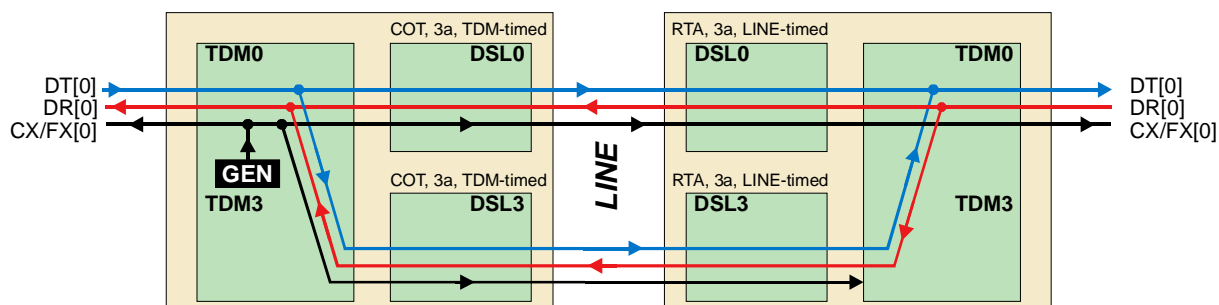 COT, 3a, TDM-timed
RTA, 3a, LINE-timed
TDM0
DSL0
DSL0
TDM0
DT[0]
DR[0]
CX/FX[0]
DT[0]
DR[0]
CX/FX[0]
LINE
GEN
COT, 3a, TDM-timed
RTA, 3a, LINE-timed
TDM3
DSL3
DSL3
TDM3